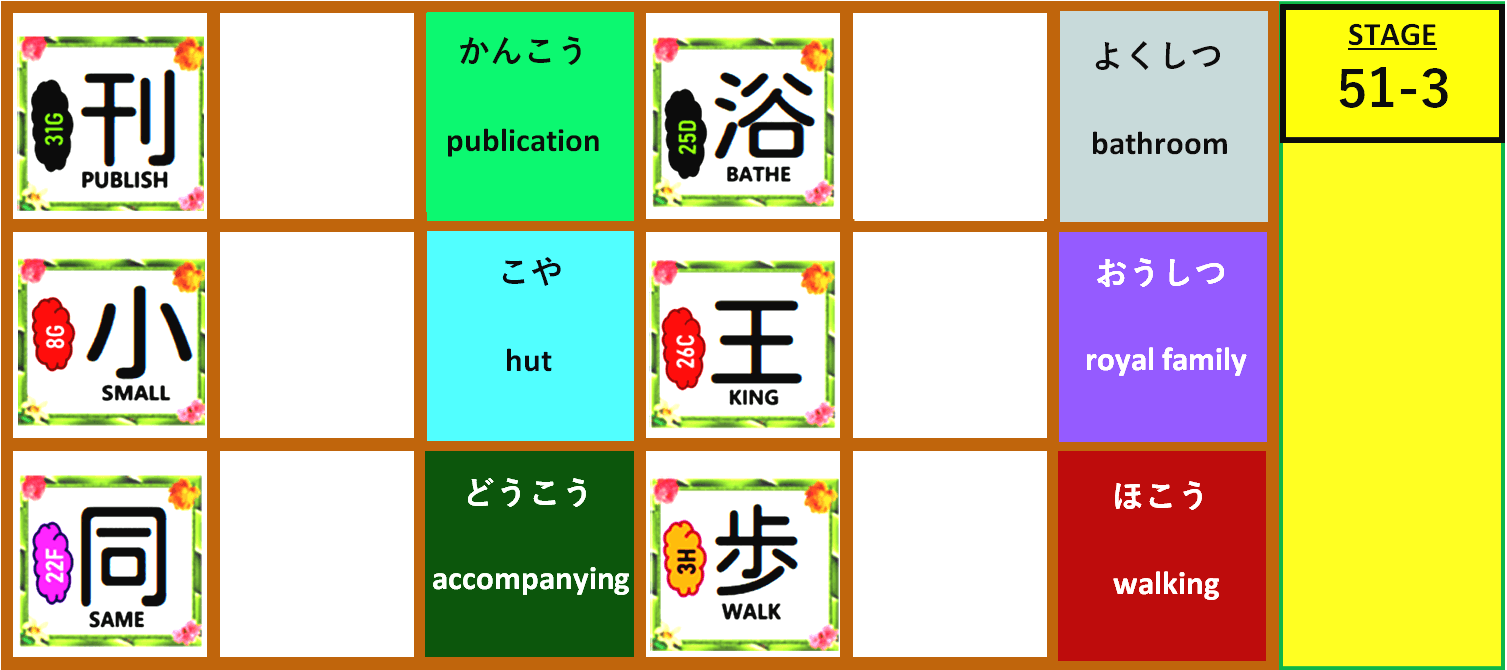 31G
刊
PUBLISH
かんこう
publication
25D
浴
BATHE
よくしつ
bathroom
STAGE
51-3
8G
小
SMALL
こや
hut
26C
王
KING
おうしつ
royal family
22F
同
SAME
どうこう
accompanying
3H
歩
WALK
ほこう
walking